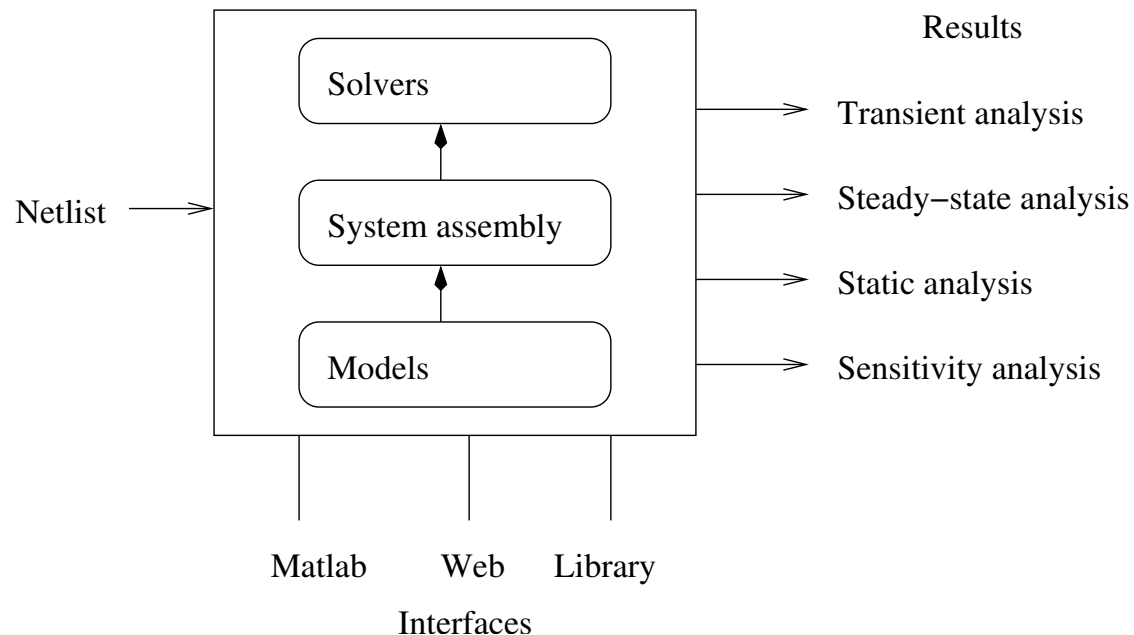 Results
Solvers
Transient analysis
Netlist
System assembly
Steady−state analysis
Static analysis
Models
Sensitivity analysis
Matlab
Web
Library
Interfaces